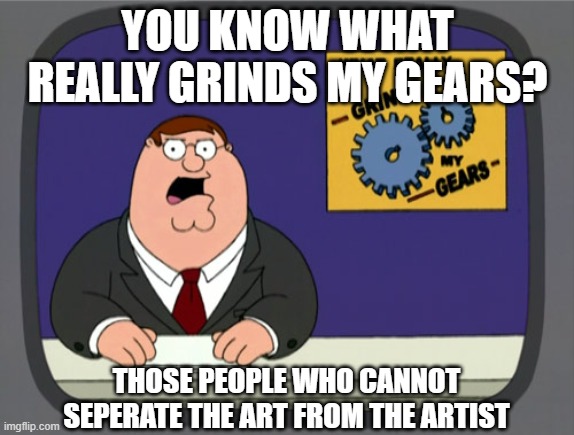 YOU KNOW WHAT
REALLY GRINDS MY GEARS?
MY
GEARS
THOSE PEOPLE WHO CANNOT
SEPERATE THE ART FROM THE ARTIST
imgflip.com